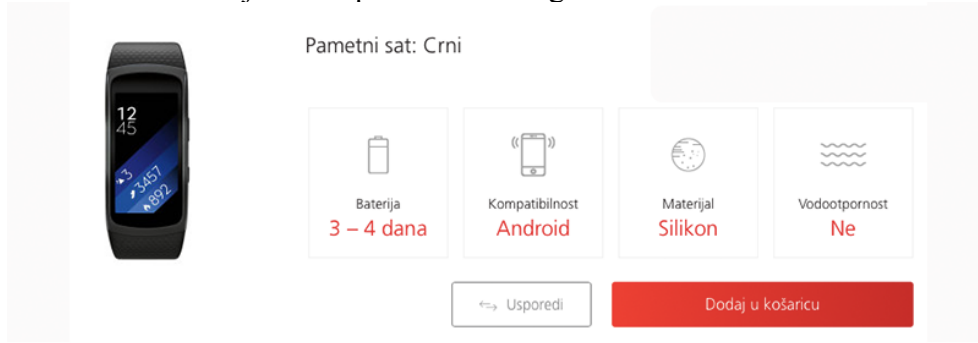 Pametni sat: Crni
12
45
3
3457
892
Baterija
3 – 4 dana
Kompatibilnost
Android
Materijal
Silikon
Vodootpornost
Ne
Usporedi
Dodaj u košaricu